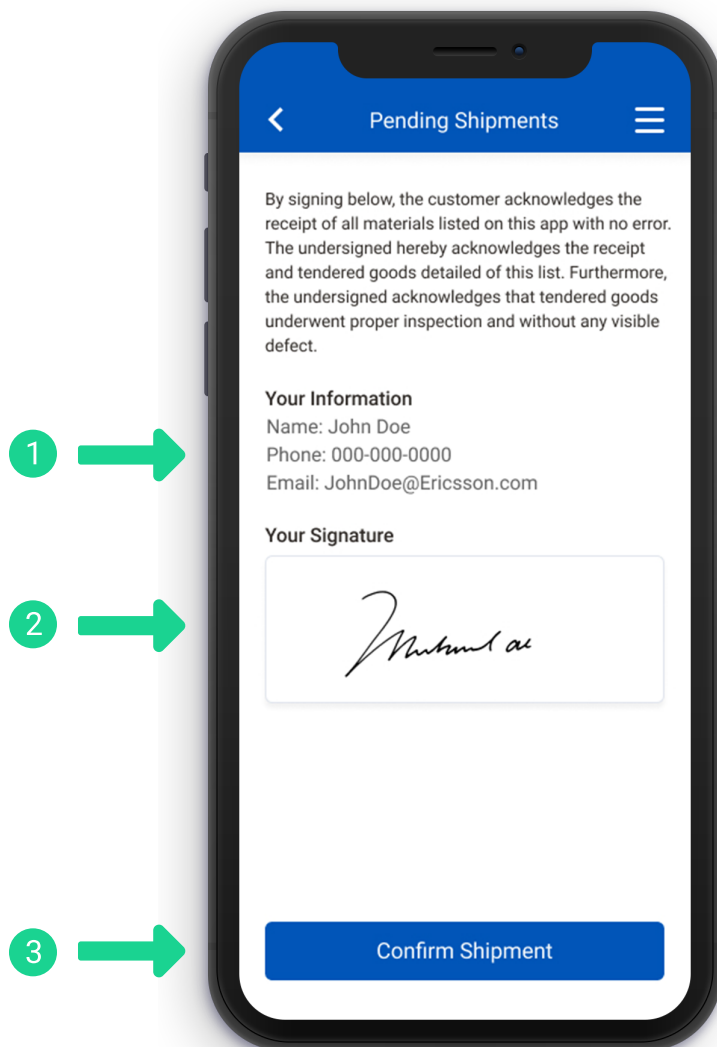 Pending Shipments
By signing below, the customer acknowledges the
receipt of all materials listed on this app with no error.
The undersigned hereby acknowledges the receipt
and tendered goods detailed of this list. Furthermore,
the undersigned acknowledges that tendered goods
underwent proper inspection and without any visible
defect.
Your Information
1
Name: John Doe
Phone: 000-000-0000
Email: JohnDoe@Ericsson.com
Your Signature
2
3
Confirm Shipment